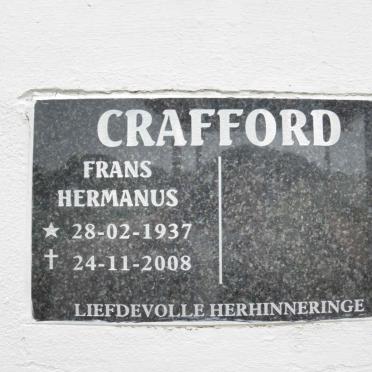 CRAFFORD
FRANS
HERMANUS
★ 28-02-1937
✝ 24-11-2008
LIEFDEVOLLE HERHINNERINGE